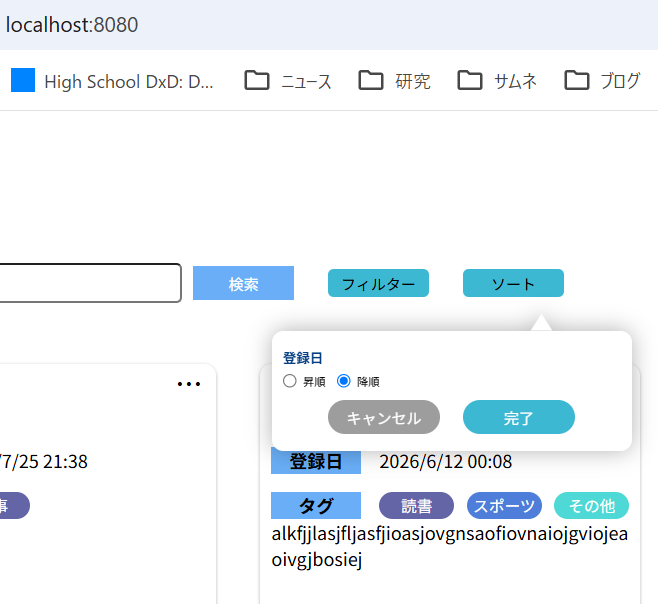 localhost:8080
High School DxD: D...
ニュース
研究
サムネ
ブログ
検索
フィルター
ソート
登録日
昇順
降順
キャンセル
完了
/7/25 21:38
登録日
2026/6/12 00:08
事
タグ
読書
スポーツ
その他
alkfjjlasjfljasfjioasjovgnsaofiovnaiojgviojea
oivgjbosiej